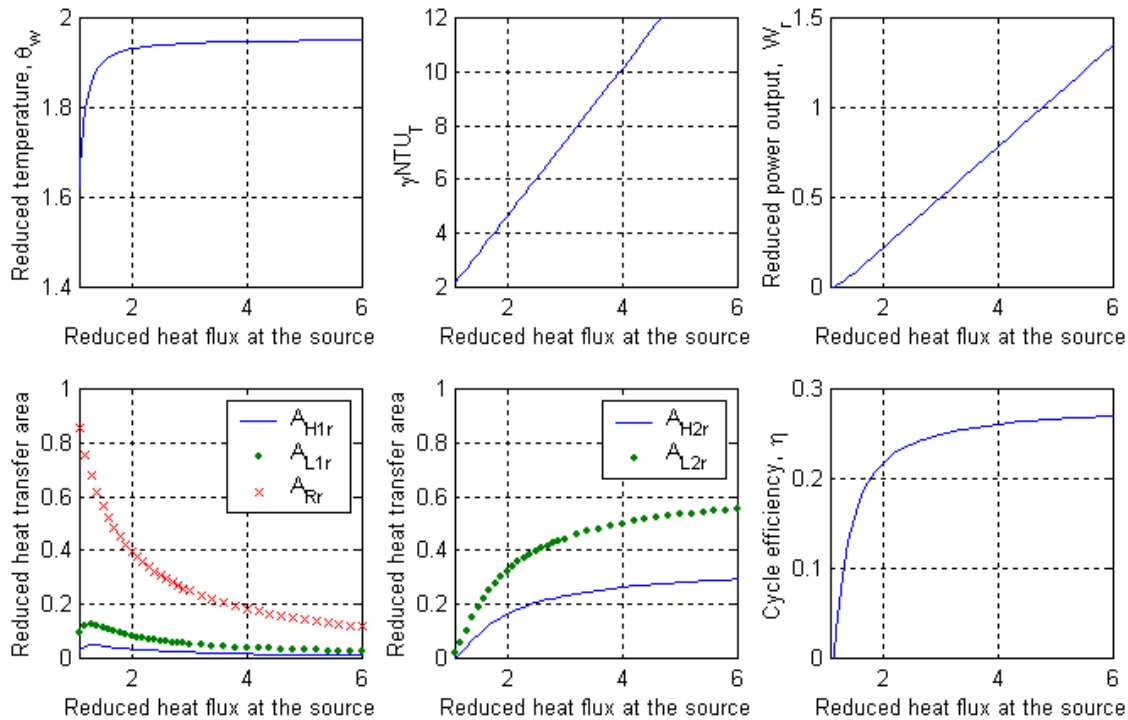 Reduced temperature, θw
2
1.8
1.6
1.4
2
4
6
Reduced heat flux at the source
γNTUT
12
10
8
6
4
2
2
4
6
Reduced heat flux at the source
Reduced power output, Wr
1.5
1
0.5
0
2
4
6
Reduced heat flux at the source
Reduced heat transfer area
1
0.8
0.6
0.4
0.2
0
AH1r
AL1r
ARr
2
4
6
Reduced heat flux at the source
Reduced heat transfer area
1
0.8
0.6
0.4
0.2
0
AH2r
AL2r
2
4
6
Reduced heat flux at the source
Cycle efficiency, η
0.3
0.2
0.1
0
2
4
6
Reduced heat flux at the source